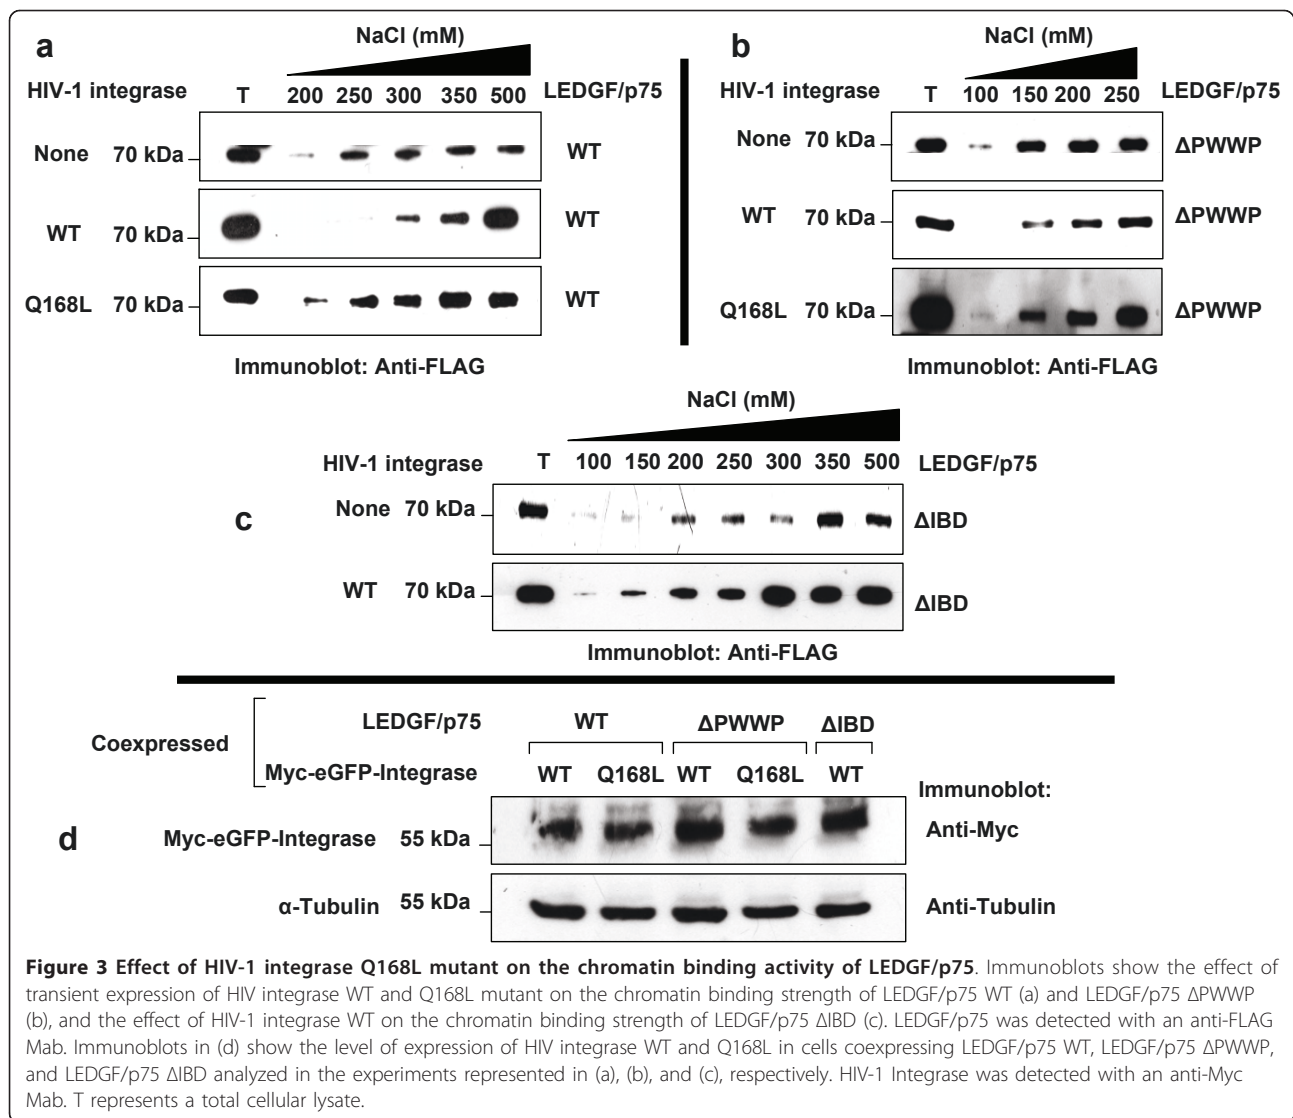 a
NaCl (mM)
HIV-1 integrase T 200 250 300 350 500 LEDGF/p75
None 70 kDa WT
WT 70 kDa WT
Q168L 70 kDa WT
Immunoblot: Anti-FLAG
b
NaCl (mM)
HIV-1 integrase T 100 150 200 250 LEDGF/p75
None 70 kDa ΔPWWP
WT 70 kDa ΔPWWP
Q168L 70 kDa ΔPWWP
Immunoblot: Anti-FLAG
c
NaCl (mM)
HIV-1 integrase T 100 150 200 250 300 350 500 LEDGF/p75
None 70 kDa ΔIBD
WT 70 kDa ΔIBD
Immunoblot: Anti-FLAG
d
Coexpressed
LEDGF/p75 WT ΔPWWP ΔIBD
Myc-eGFP-Integrase WT Q168L WT Q168L WT
Immunoblot:
Myc-eGFP-Integrase 55 kDa Anti-Myc
α-Tubulin 55 kDa Anti-Tubulin
Figure 3 Effect of HIV-1 integrase Q168L mutant on the chromatin binding activity of LEDGF/p75. Immunoblots show the effect of
transient expression of HIV integrase WT and Q168L mutant on the chromatin binding strength of LEDGF/p75 WT (a) and LEDGF/p75 ΔPWWP
(b), and the effect of HIV-1 integrase WT on the chromatin binding strength of LEDGF/p75 ΔIBD (c). LEDGF/p75 was detected with an anti-FLAG
Mab. Immunoblots in (d) show the level of expression of HIV integrase WT and Q168L in cells coexpressing LEDGF/p75 WT, LEDGF/p75 ΔPWWP,
and LEDGF/p75 ΔIBD analyzed in the experiments represented in (a), (b), and (c), respectively. HIV-1 Integrase was detected with an anti-Myc
Mab. T represents a total cellular lysate.